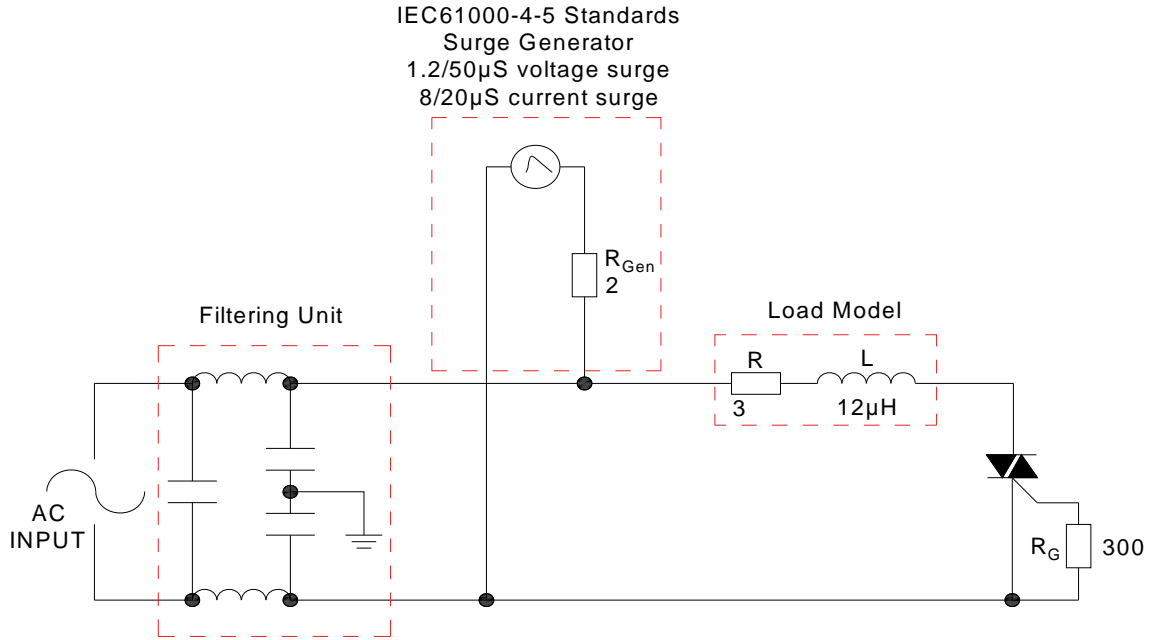 IEC61000-4-5 Standards
Surge Generator
1.2/50µS voltage surge
8/20µS current surge
RGen
2
Filtering Unit
Load Model
R
L
3
12µH
AC
INPUT
RG
300